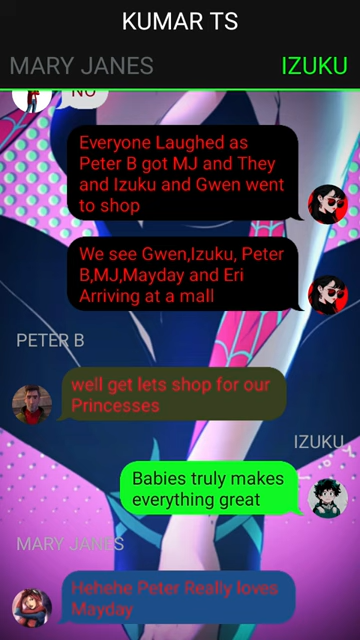 KUMAR TS
MARY JANES
IZUKU
NO
Everyone Laughed as
Peter B got MJ and They
and Izuku and Gwen went
to shop
We see Gwen,Izuku, Peter
B,MJ,Mayday and Eri
Arriving at a mall
PETER B
well get lets shop for our
Princesses
IZUKU
Babies truly makes
everything great
MARY JANES
Hehehe Peter Really loves
Mayday